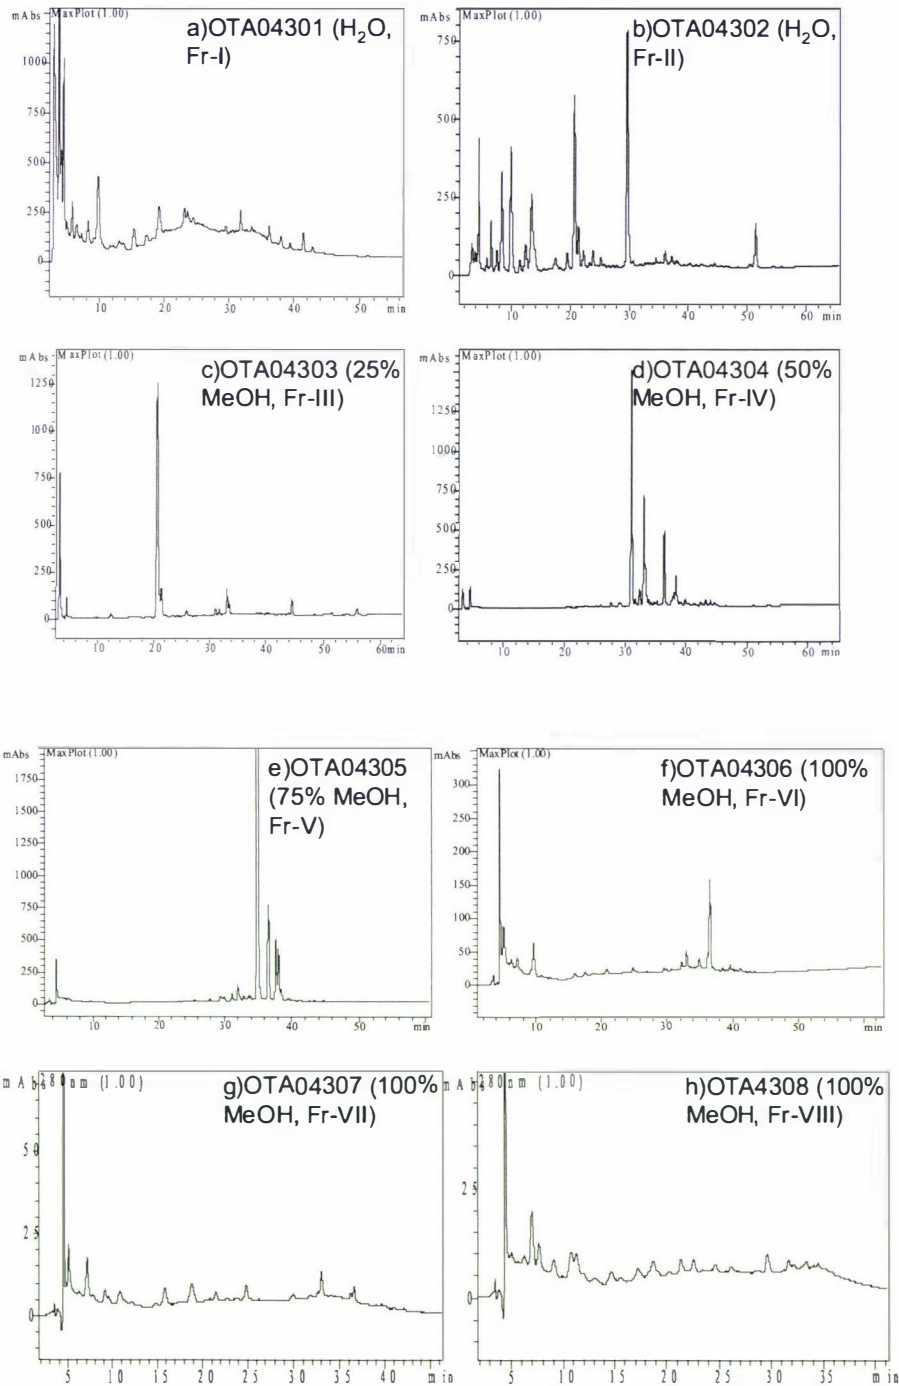 mAbs MaxPlot (1.00)
a)OTA04301 (H₂O,
Fr-I)
1000
750
500
250
0
10 20 30 40 min
mAbs MaxPlot (1.00)
b)OTA04302 (H₂O,
Fr-II)
750
500
250
0
10 20 30 40 50 60 min
mAbs MaxPlot (1.00)
c)OTA04303 (25%
MeOH, Fr-III)
1250
1000
750
500
250
0
10 20 30 40 50 60min
mAbs MaxPlot (1.00)
d)OTA04304 (50%
MeOH, Fr-IV)
1250
1000
750
500
250
0
10 20 30 40 50 60 min
mAbs MaxPlot (1.00)
e)OTA04305
(75% MeOH,
Fr-V)
1750
1500
1250
1000
750
500
250
0
10 20 30 40 50 min
mAbs MaxPlot (1.00)
f)OTA04306 (100%
MeOH, Fr-VI)
300
250
200
150
100
50
0
10 20 30 40 50 min
280nm (1.00)
g)OTA04307 (100%
MeOH, Fr-VII)
50
25
0
5 10 15 20 25 30 35 40 min
280nm (1.00)
h)OTA4308 (100%
MeOH, Fr-VIII)
25
0
5 10 15 20 25 30 35 min